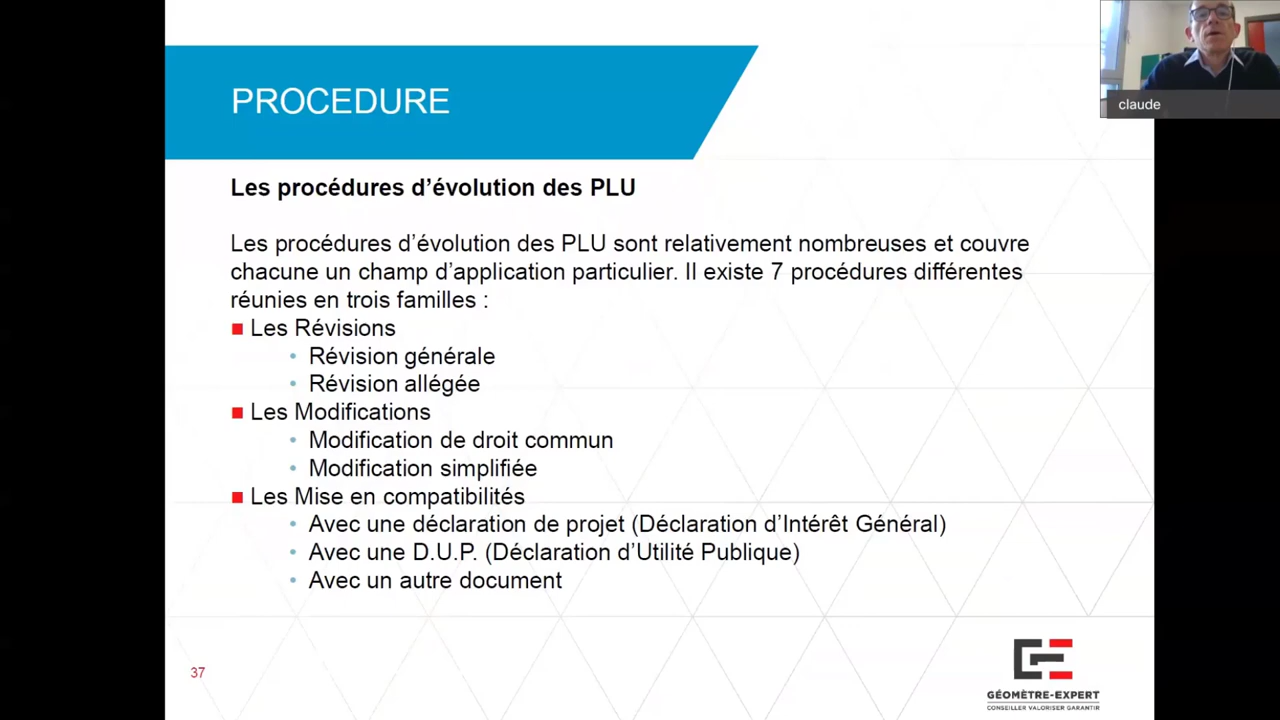 PROCEDURE
claude
Les procédures d’évolution des PLU
Les procédures d’évolution des PLU sont relativement nombreuses et couvre
chacune un champ d’application particulier. Il existe 7 procédures différentes
réunies en trois familles :
Les Révisions
Révision générale
Révision allégée
Les Modifications
Modification de droit commun
Modification simplifiée
Les Mise en compatibilités
Avec une déclaration de projet (Déclaration d’Intérêt Général)
Avec une D.U.P. (Déclaration d’Utilité Publique)
Avec un autre document
37
GÉOMÈTRE-EXPERT
CONSEILLER VALORISER GARANTIR